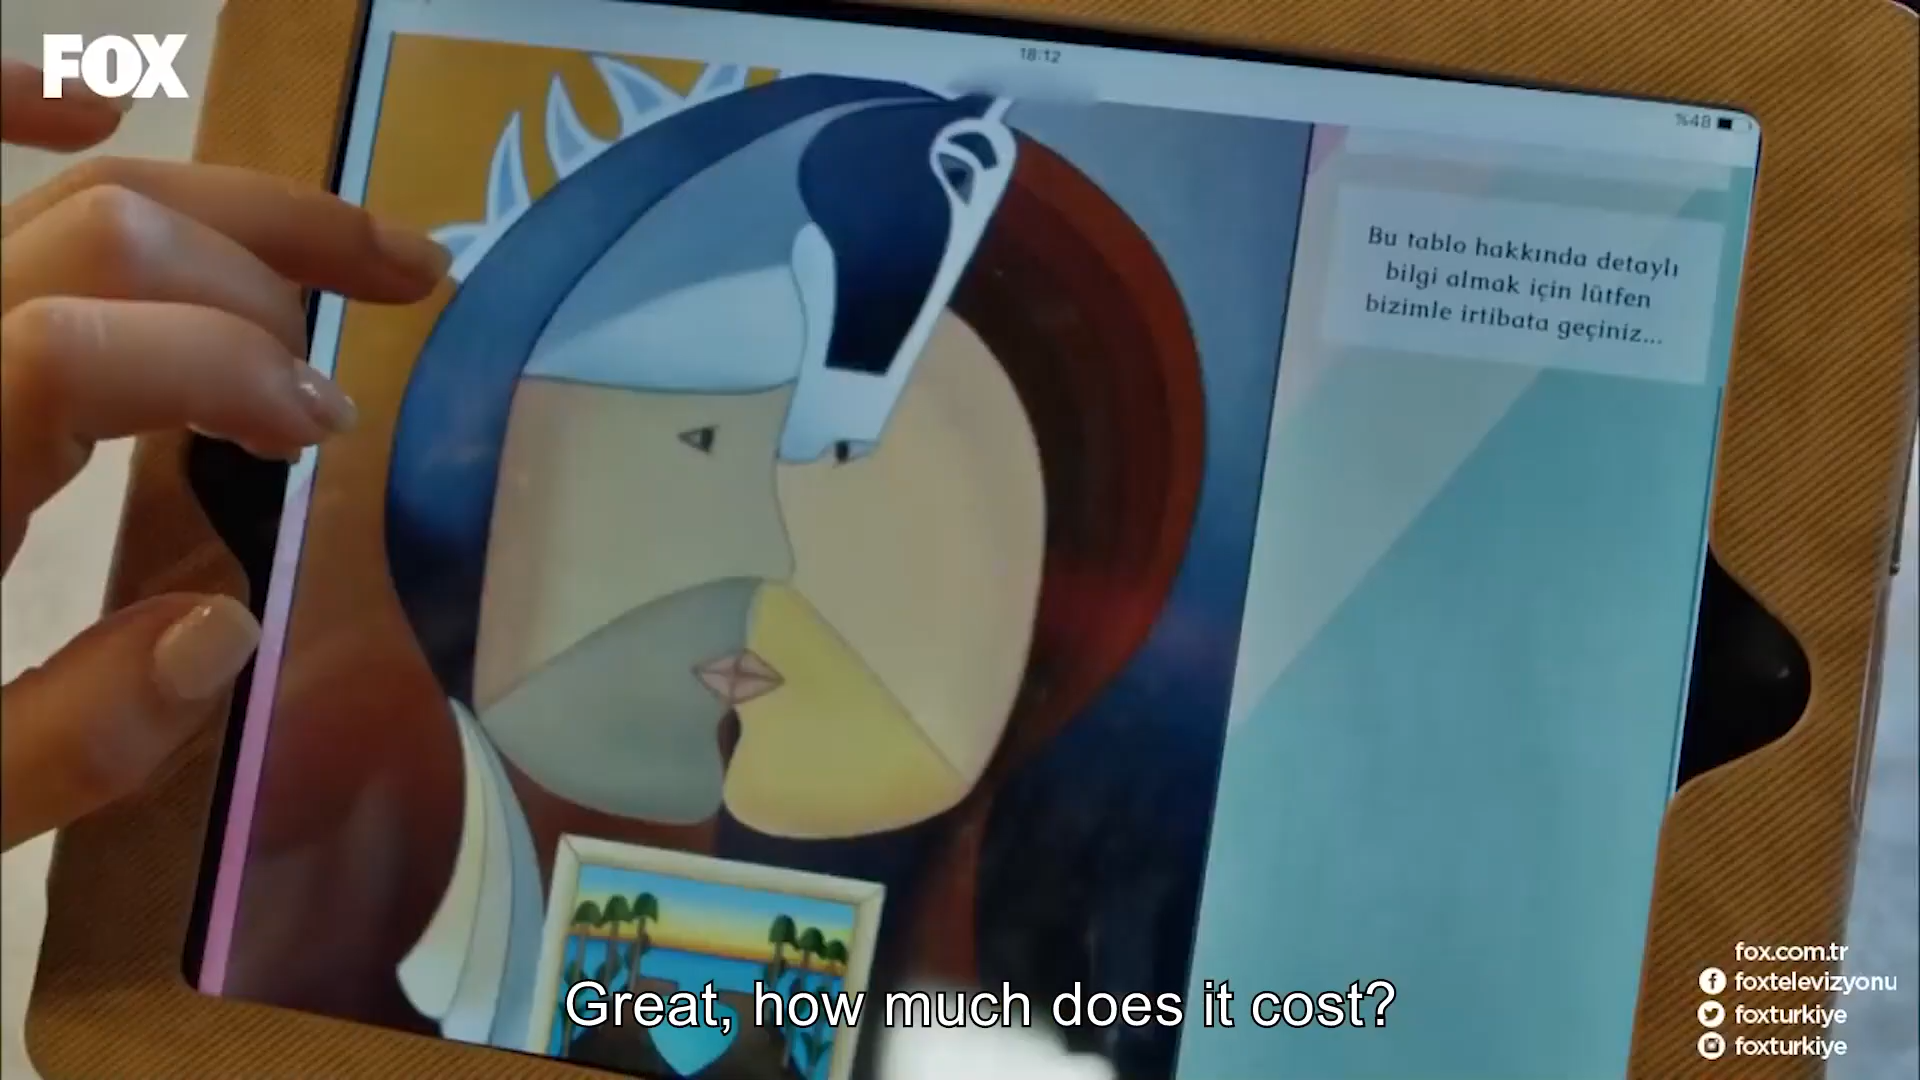 FOX
18:12
%48
Bu tablo hakkında detaylı
bilgi almak için lütfen
bizimle irtibata geçiniz...
Great, how much does it cost?
fox.com.tr
foxtelevizyonu
foxturkiye
foxturkiye